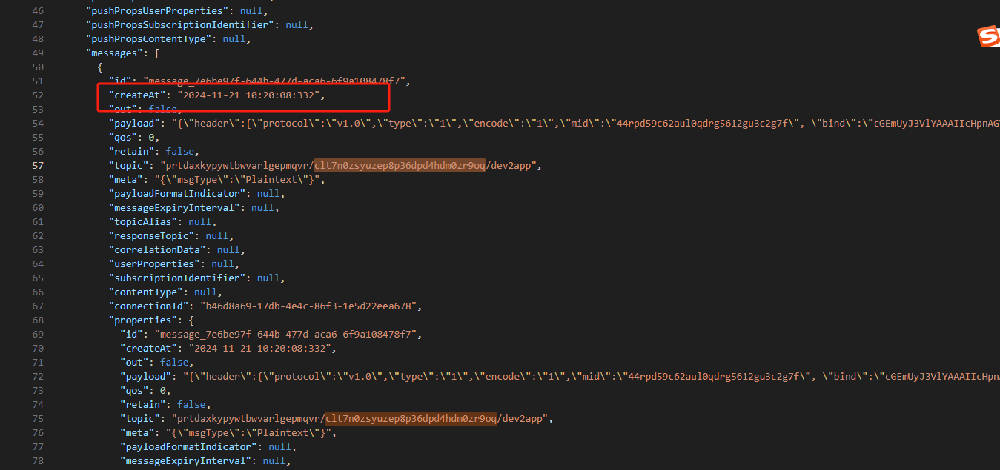 46 "pushPropsUserProperties": null,
47 "pushPropsSubscriptionIdentifier": null,
48 "pushPropsContentType": null,
49 "messages": [
50 {
51 "id": "message_7e6be97f-644b-477d-aca6-6f9a108478f7",
52 "createAt": "2024-11-21 10:20:08:332",
53 "out": false,
54 "payload": "{\"header\":{\"protocol\":\"v1.0\",\"type\":\"1\",\"encode\":\"1\",\"mid\":\"44rpd59c62aul0qdrg5612gu3c2g7f\", \"bind\":\"cGEmUyJ3VlYAAAIIcHpnAG
55 "qos": 0,
56 "retain": false,
57 "topic": "prtdaxkypywtbwvarlgepmqvr/clt7n0zsyuzep8p36dpd4hdm0zr9oq/dev2app",
58 "meta": "{\"msgType\":\"Plaintext\"}",
59 "payloadFormatIndicator": null,
60 "messageExpiryInterval": null,
61 "topicAlias": null,
62 "responseTopic": null,
63 "correlationData": null,
64 "userProperties": null,
65 "subscriptionIdentifier": null,
66 "contentType": null,
67 "connectionId": "b46d8a69-17db-4e4c-86f3-1e5d22eea678",
68 "properties": {
69 "id": "message_7e6be97f-644b-477d-aca6-6f9a108478f7",
70 "createAt": "2024-11-21 10:20:08:332",
71 "out": false,
72 "payload": "{\"header\":{\"protocol\":\"v1.0\",\"type\":\"1\",\"encode\":\"1\",\"mid\":\"44rpd59c62aul0qdrg5612gu3c2g7f\", \"bind\":\"cGEmUyJ3VlYAAAIIcHpn
73 "qos": 0,
74 "retain": false,
75 "topic": "prtdaxkypywtbwvarlgepmqvr/clt7n0zsyuzep8p36dpd4hdm0zr9oq/dev2app",
76 "meta": "{\"msgType\":\"Plaintext\"}",
77 "payloadFormatIndicator": null,
78 "messageExpiryInterval": null,